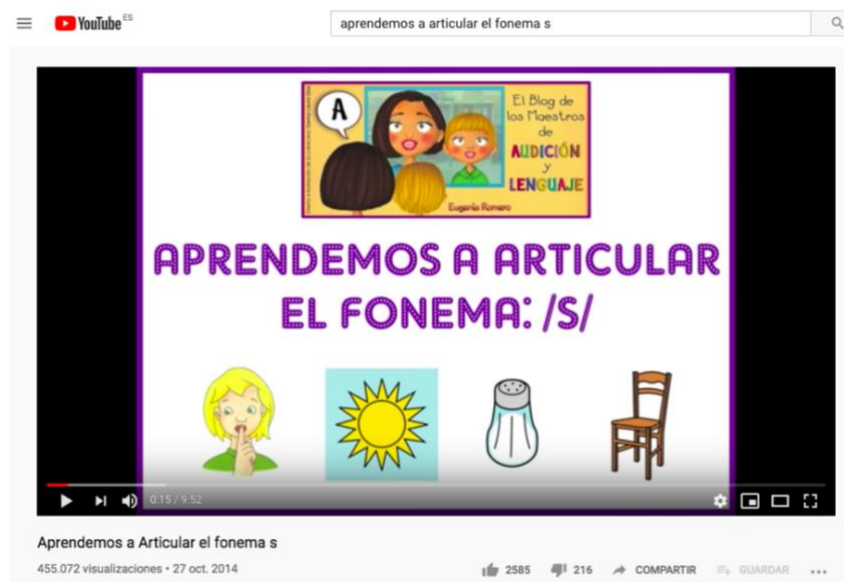 YouTube ES
aprendemos a articular el fonema s
A
El Blog de
los Maestros
de
AUDICIÓN
y
LENGUAJE
Eugenia Romero
APRENDEMOS A ARTICULAR
EL FONEMA: /S/
0:15 / 9:52
Aprendemos a Articular el fonema s
455.072 visualizaciones • 27 oct. 2014
2585 216 COMPARTIR GUARDAR